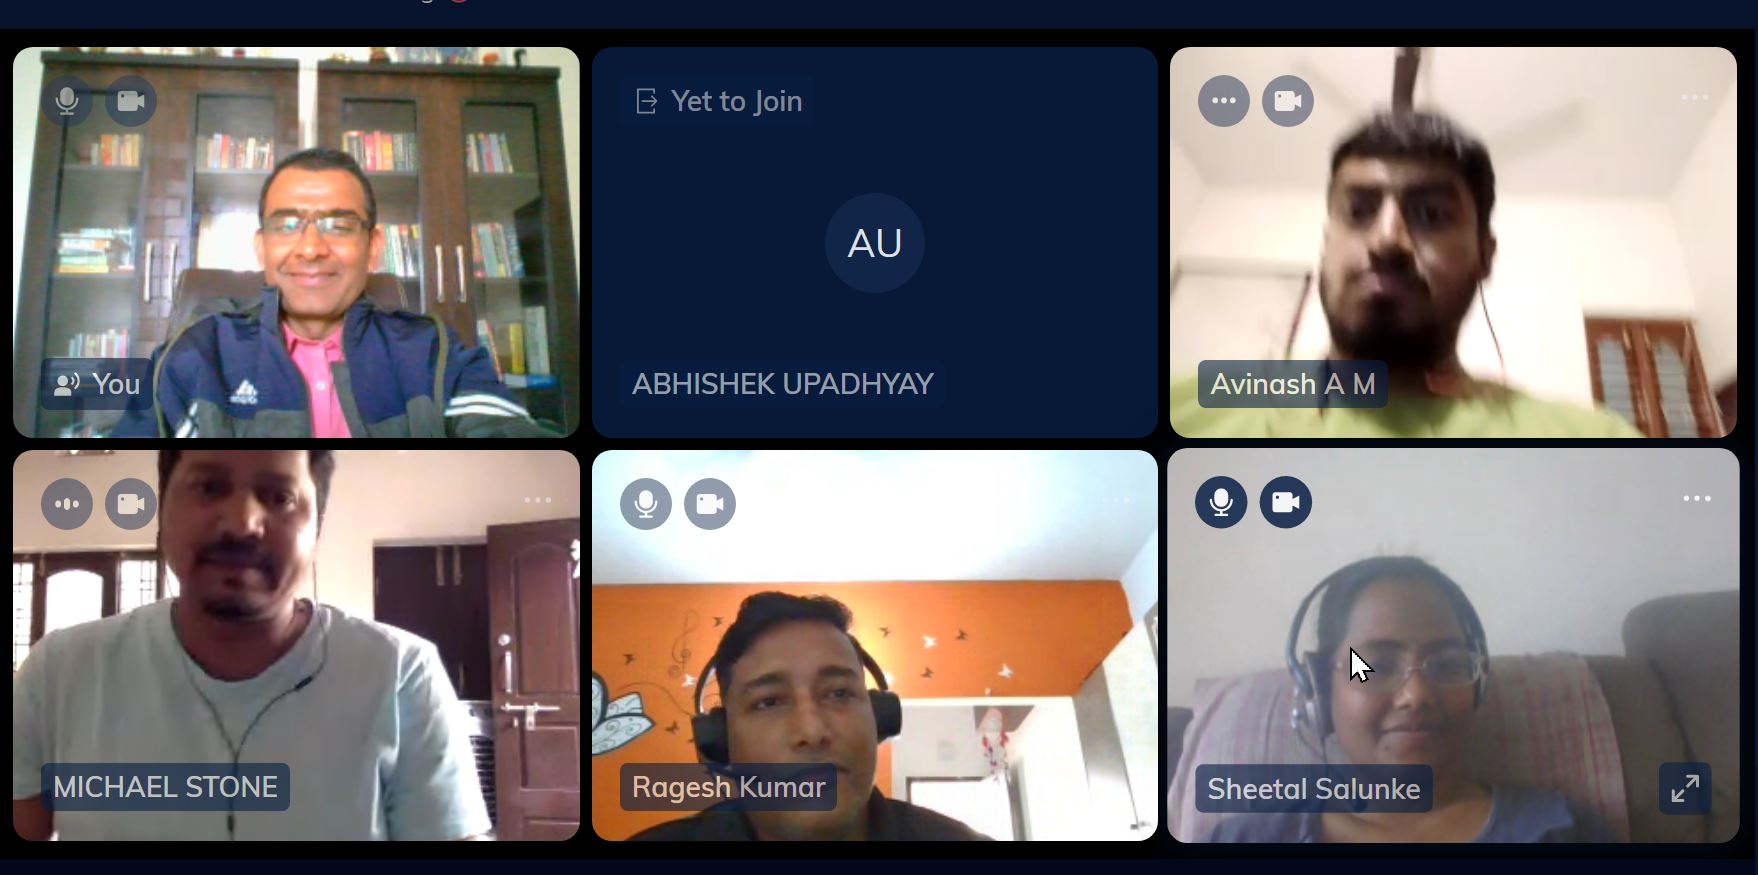 Yet to Join
AU
You
ABHISHEK UPADHYAY
Avinash A M
MICHAEL STONE
Ragesh Kumar
Sheetal Salunke